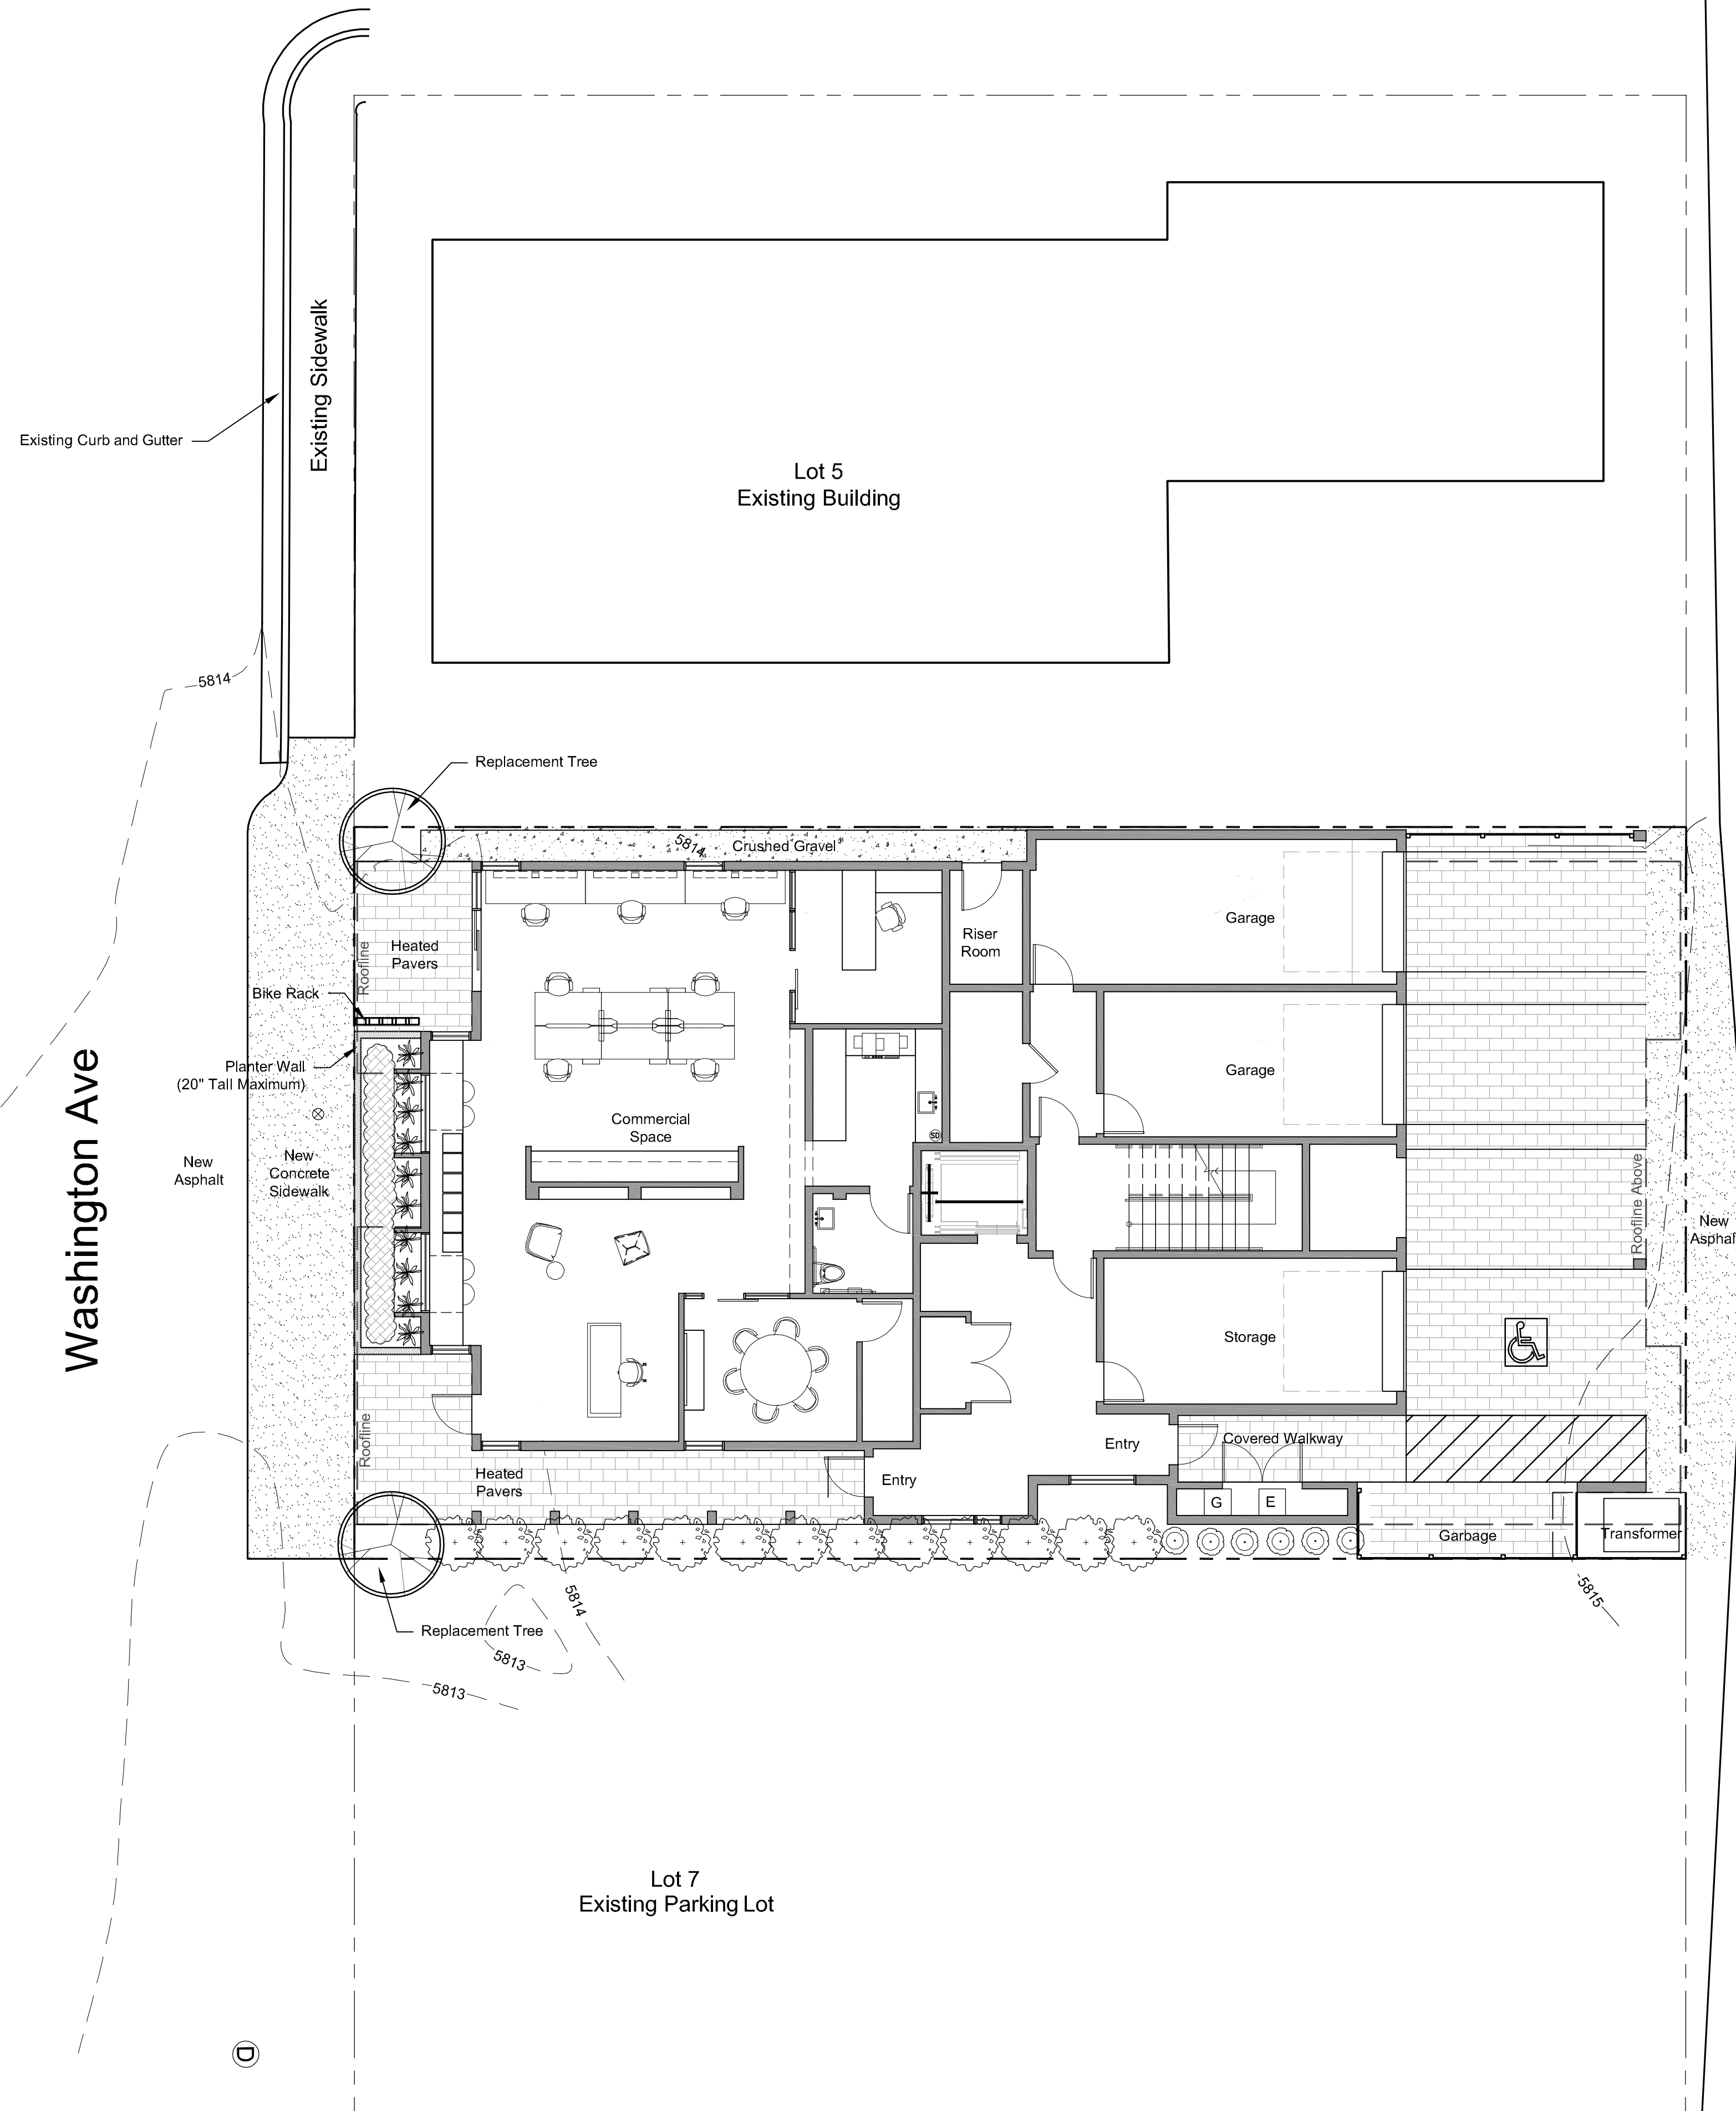 Existing Sidewalk
Existing Curb and Gutter
Lot 5
Existing Building
5814
Replacement Tree
5814
Crushed Gravel
Garage
Riser
Room
Heated
Pavers
Roofline
Bike Rack
Planter Wall
(20" Tall Maximum)
Garage
Washington Ave
Commercial
Space
SD
New
Asphalt
New
Concrete
Sidewalk
Roofline Above
New
Asphal
Storage
Roofline
Entry
Covered Walkway
Heated
Pavers
Entry
G
E
Garbage
Transformer
5814
5815
Replacement Tree
5813
5813
Lot 7
Existing Parking Lot
D